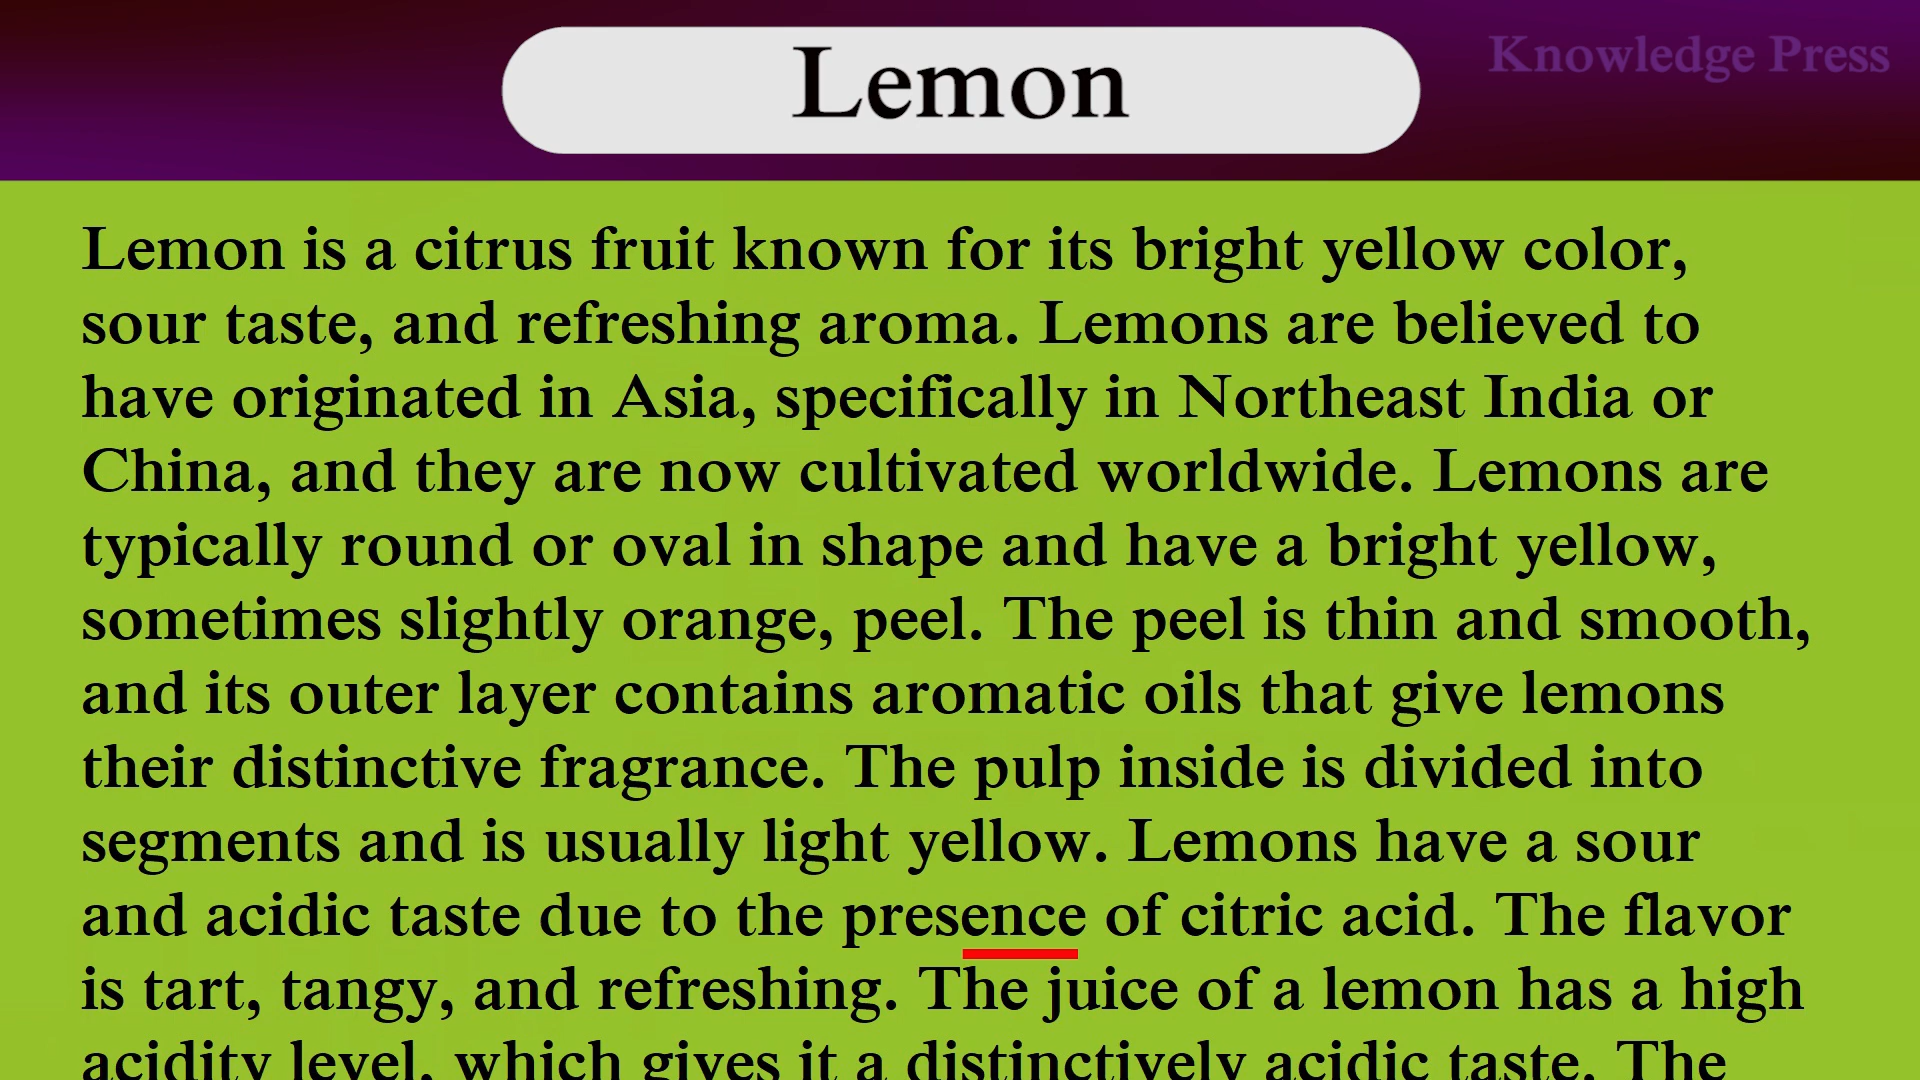 Lemon
Knowledge Press
Lemon is a citrus fruit known for its bright yellow color,
sour taste, and refreshing aroma. Lemons are believed to
have originated in Asia, specifically in Northeast India or
China, and they are now cultivated worldwide. Lemons are
typically round or oval in shape and have a bright yellow,
sometimes slightly orange, peel. The peel is thin and smooth,
and its outer layer contains aromatic oils that give lemons
their distinctive fragrance. The pulp inside is divided into
segments and is usually light yellow. Lemons have a sour
and acidic taste due to the presence of citric acid. The flavor
is tart, tangy, and refreshing. The juice of a lemon has a high
acidity level, which gives it a distinctively acidic taste. The